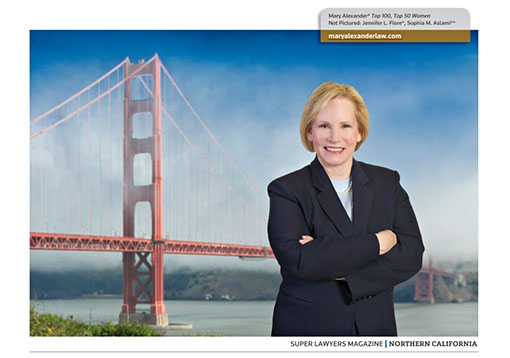 Mary Alexander* Top 100, Top 50 Women
Not Pictured: Jennifer L. Fiore*, Sophia M. Aslami**
maryalexanderlaw.com
SUPER LAWYERS MAGAZINE | NORTHERN CALIFORNIA